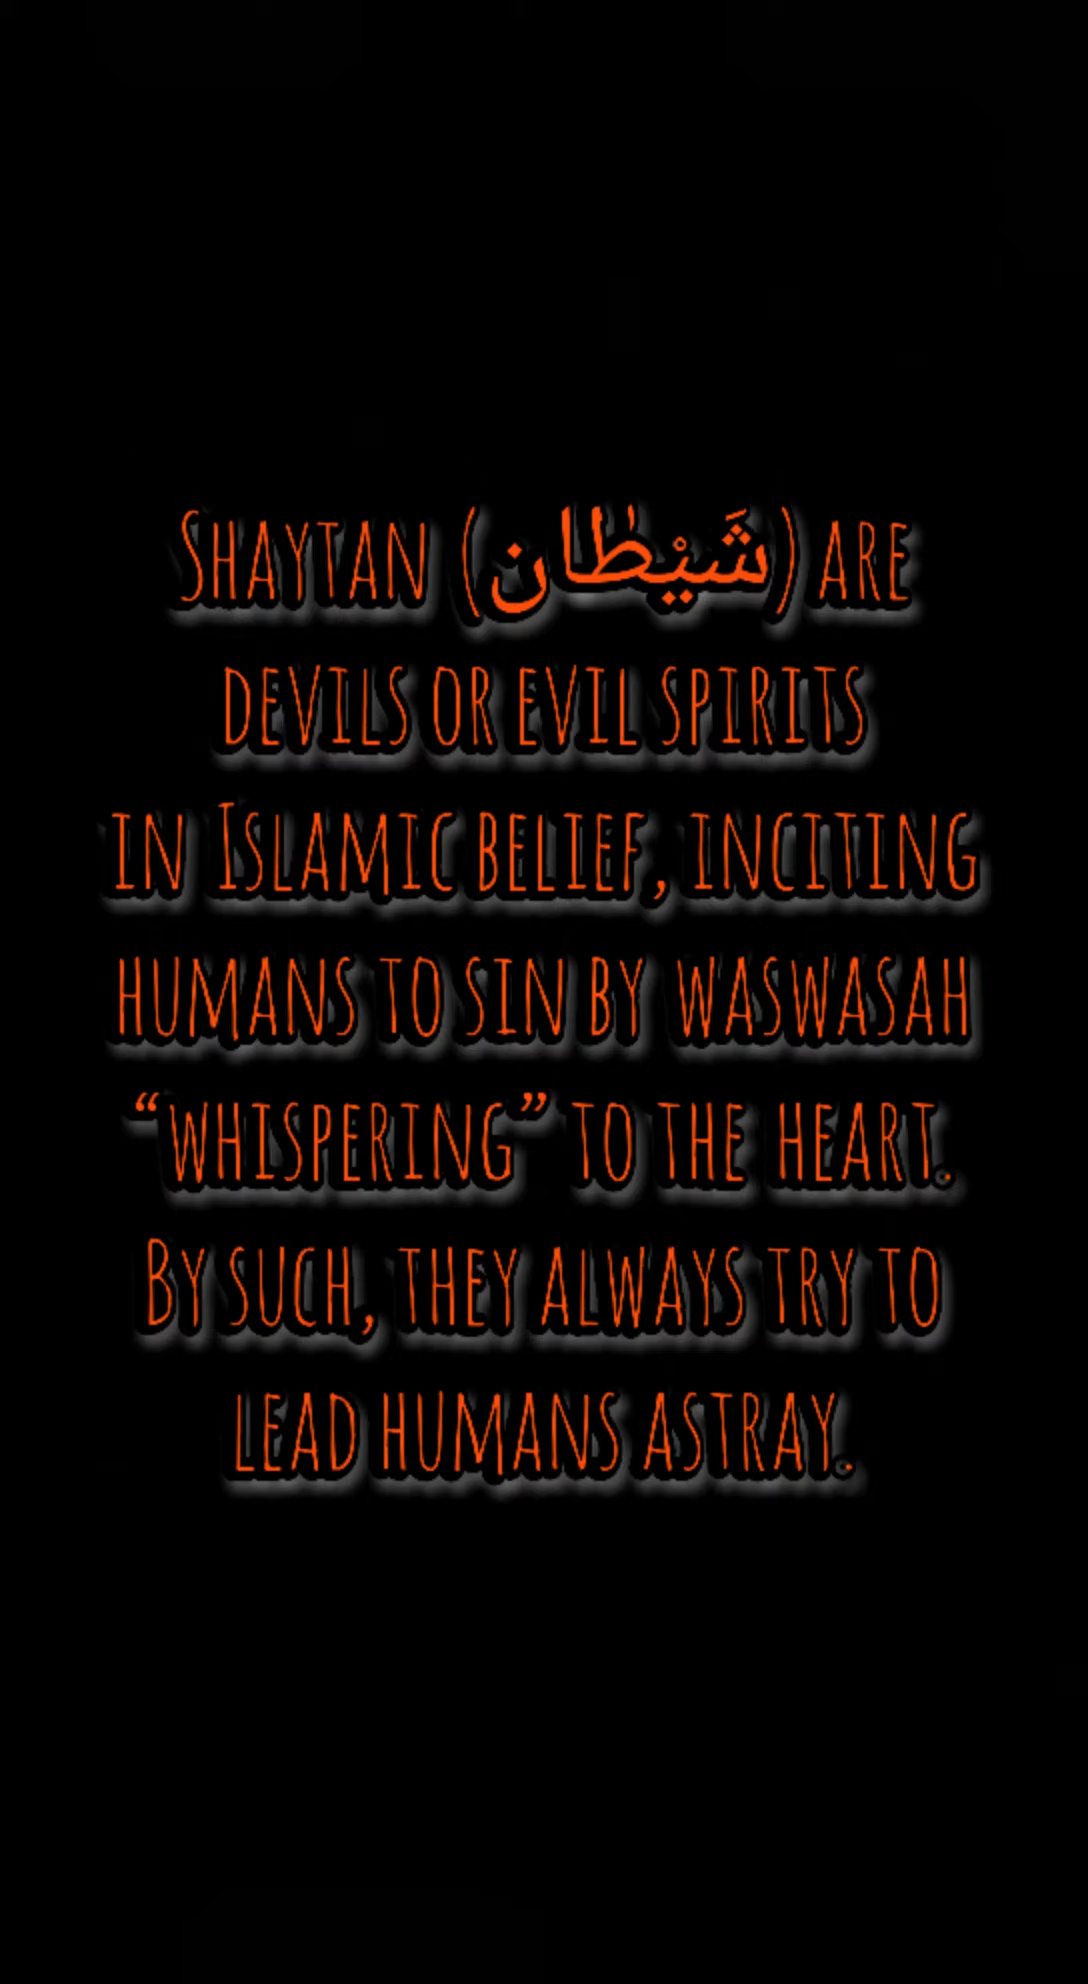 Shaytan (شَيْطٰان) are
devils or evil spirits
in Islamic belief, inciting
humans to sin by waswasah
“whispering” to the heart.
By such, they always try to
lead humans astray.